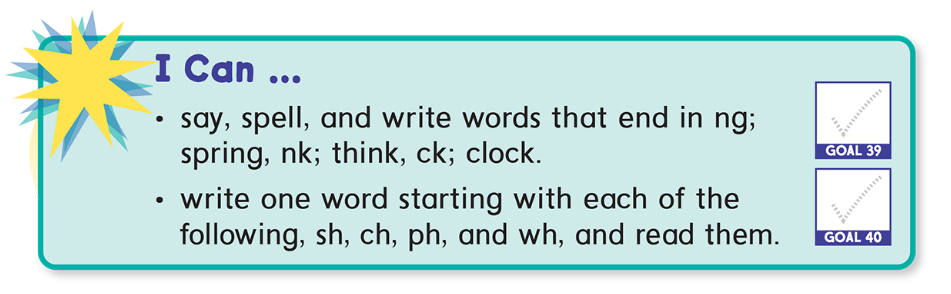 I Can ...
• say, spell, and write words that end in ng;
spring, nk; think, ck; clock.
GOAL 39
• write one word starting with each of the
following, sh, ch, ph, and wh, and read them.
GOAL 40